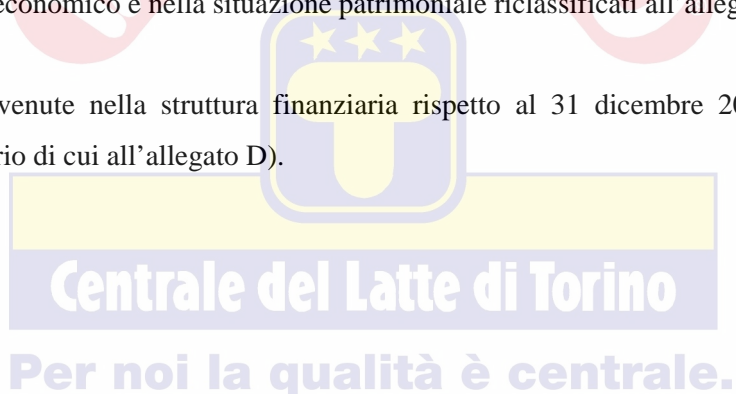 economico e nella situazione patrimoniale riclassificati all'alleg
venute nella struttura finanziaria rispetto al 31 dicembre 20
rio di cui all'allegato D).
Centrale del Latte di Torino
Per noi la qualità è centrale.